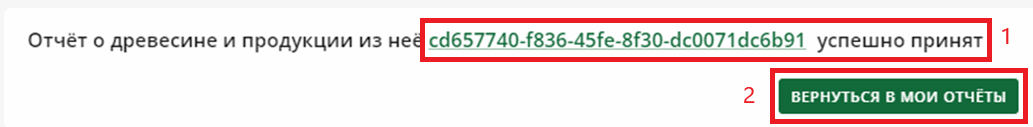 Отчёт о древесине и продукции из неё cd657740-f836-45fe-8f30-dc0071dc6b91 успешно принят 1
2 ВЕРНУТЬСЯ В МОИ ОТЧЁТЫ